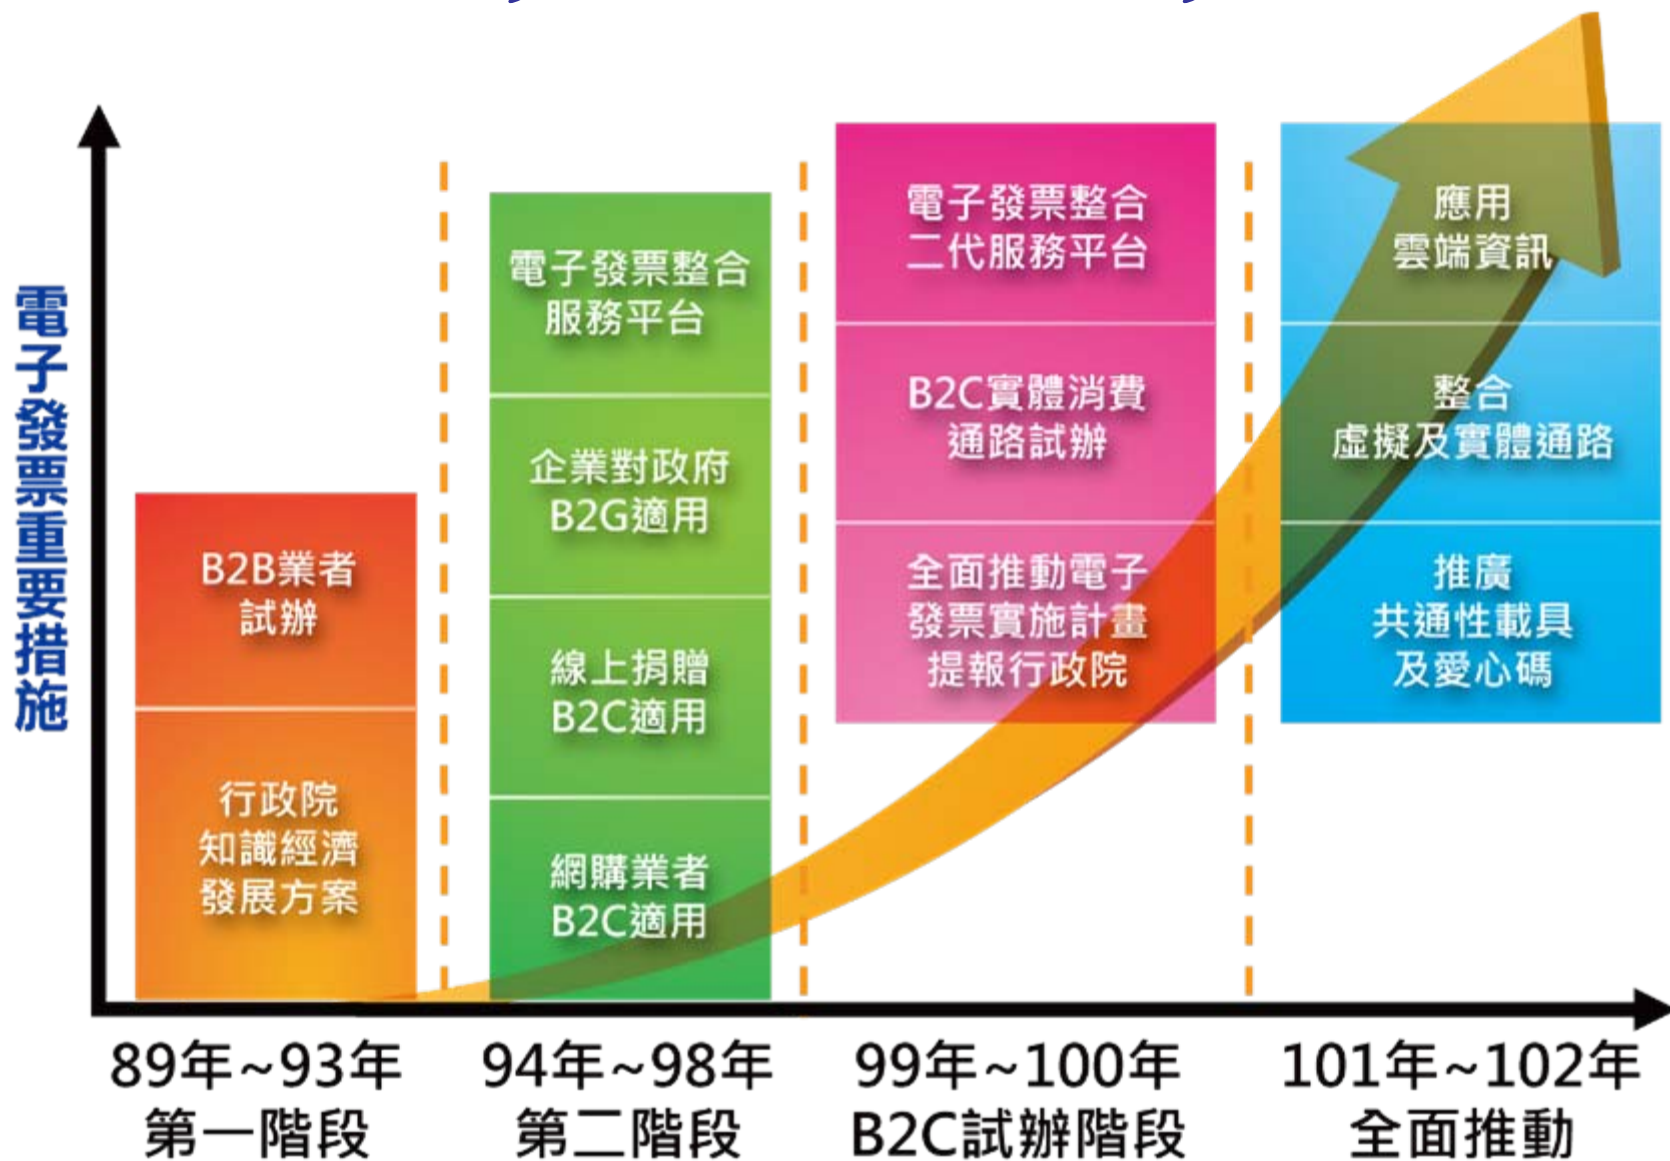 電子發票重要措施
B2B業者
試辦
行政院
知識經濟
發展方案
電子發票整合
服務平台
企業對政府
B2G適用
線上捐贈
B2C適用
網購業者
B2C適用
電子發票整合
二代服務平台
B2C實體消費
通路試辦
全面推動電子
發票實施計畫
提報行政院
應用
雲端資訊
整合
虛擬及實體通路
推廣
共通性載具
及愛心碼
89年~93年
第一階段
94年~98年
第二階段
99年~100年
B2C試辦階段
101年~102年
全面推動